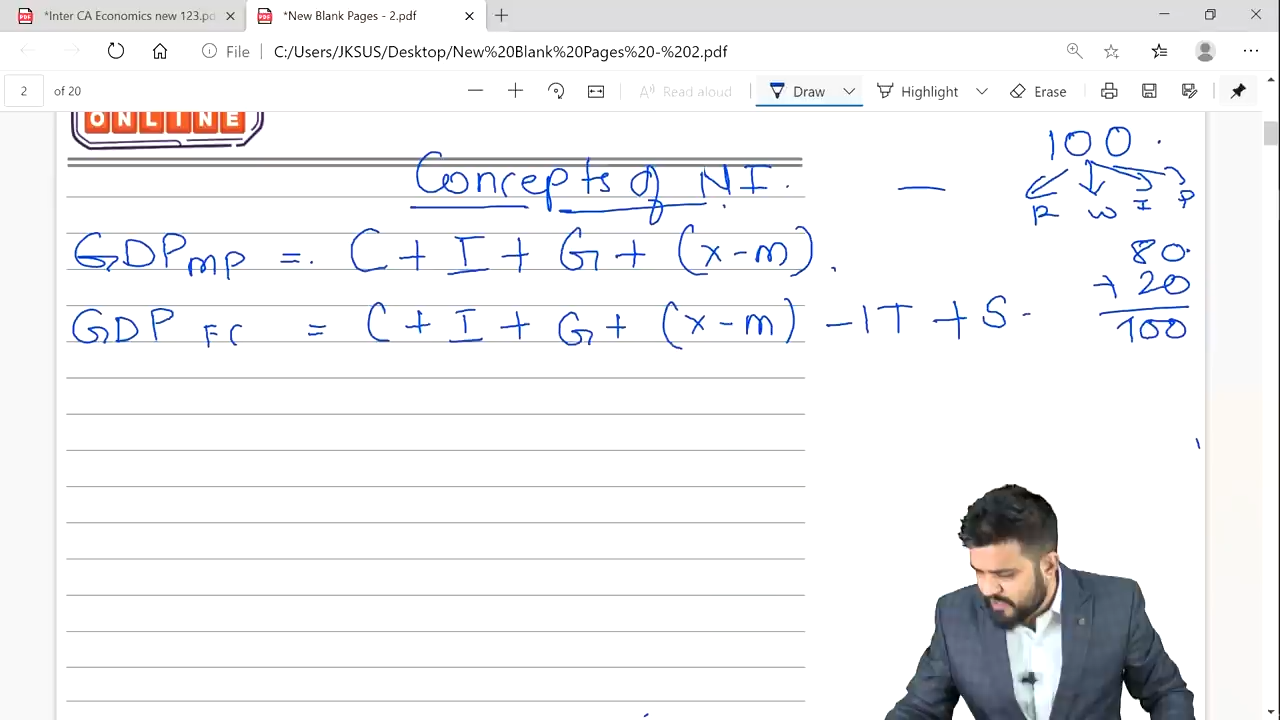 *Inter CA Economics new 123.pd
*New Blank Pages - 2.pdf
File
C:/Users/JKSUS/Desktop/New%20Blank%20Pages%20-%202.pdf
2 of 20
Read aloud
Draw
Highlight
Erase
ONLINE
Concepts of N.I. —
100.
R W I P
GDP MP = C + I + G + (x-m).
80
+ 20
100
GDP FC = C + I + G + (x-m) - IT + S